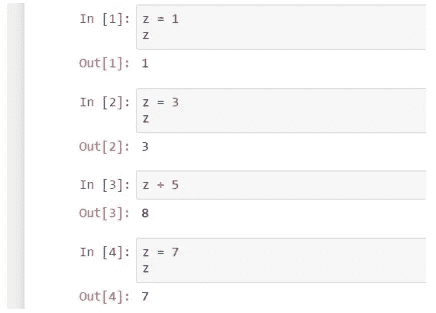 In [1]: z = 1
z
Out[1]: 1
In [2]: z = 3
z
Out[2]: 3
In [3]: z + 5
Out[3]: 8
In [4]: z = 7
z
Out[4]: 7